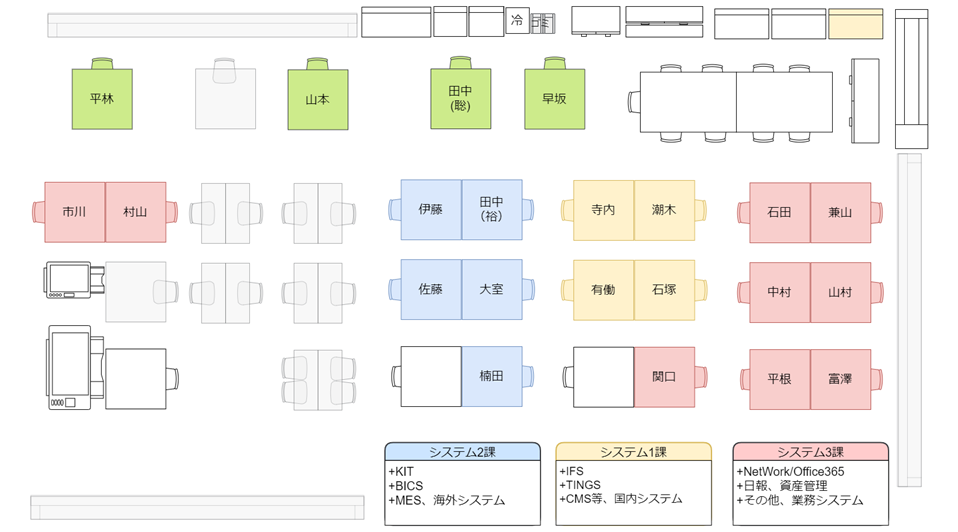 冷
平林
山本
田中
(聡)
早坂
市川
村山
伊藤
田中
(裕)
寺内
潮木
石田
兼山
佐藤
大室
有働
石塚
中村
山村
楠田
関口
平根
富澤
システム2課
+KIT
+BICS
+MES、海外システム
システム1課
+IFS
+TINGS
+CMS等、国内システム
システム3課
+NetWork/Office365
+日報、資産管理
+その他、業務システム